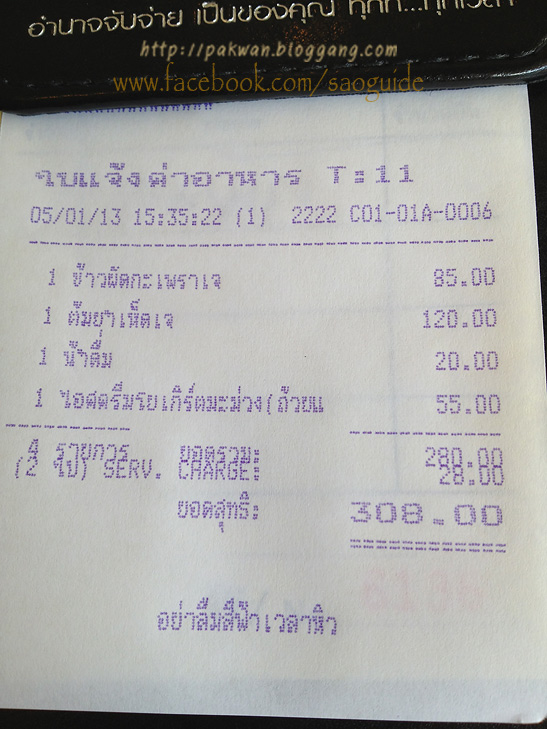 อำนาจจับจ่าย เป็นของคุณ ทุกที่...ทุกเวลา
http://pakwan.bloggang.com
www.facebook.com/saoguide
ใบแจ้งค่าอาหาร T:11
05/01/13 15:35:22 (1) 2222 C01-01A-0006
1 ข้าวผัดกะเพราเจ 85.00
1 ต้มยำเห็ดเจ 120.00
1 น้ำดื่ม 20.00
1 ไอศครีมโยเกิร์ตมะม่วง(ถ้วยแ 55.00
4 รายการ ยอดรวม: 280.00
(2 ใบ) SERV. CHARGE: 28.00
ยอดสุทธิ: 308.00
อย่าลืมสีฟ้าเวลาหิว